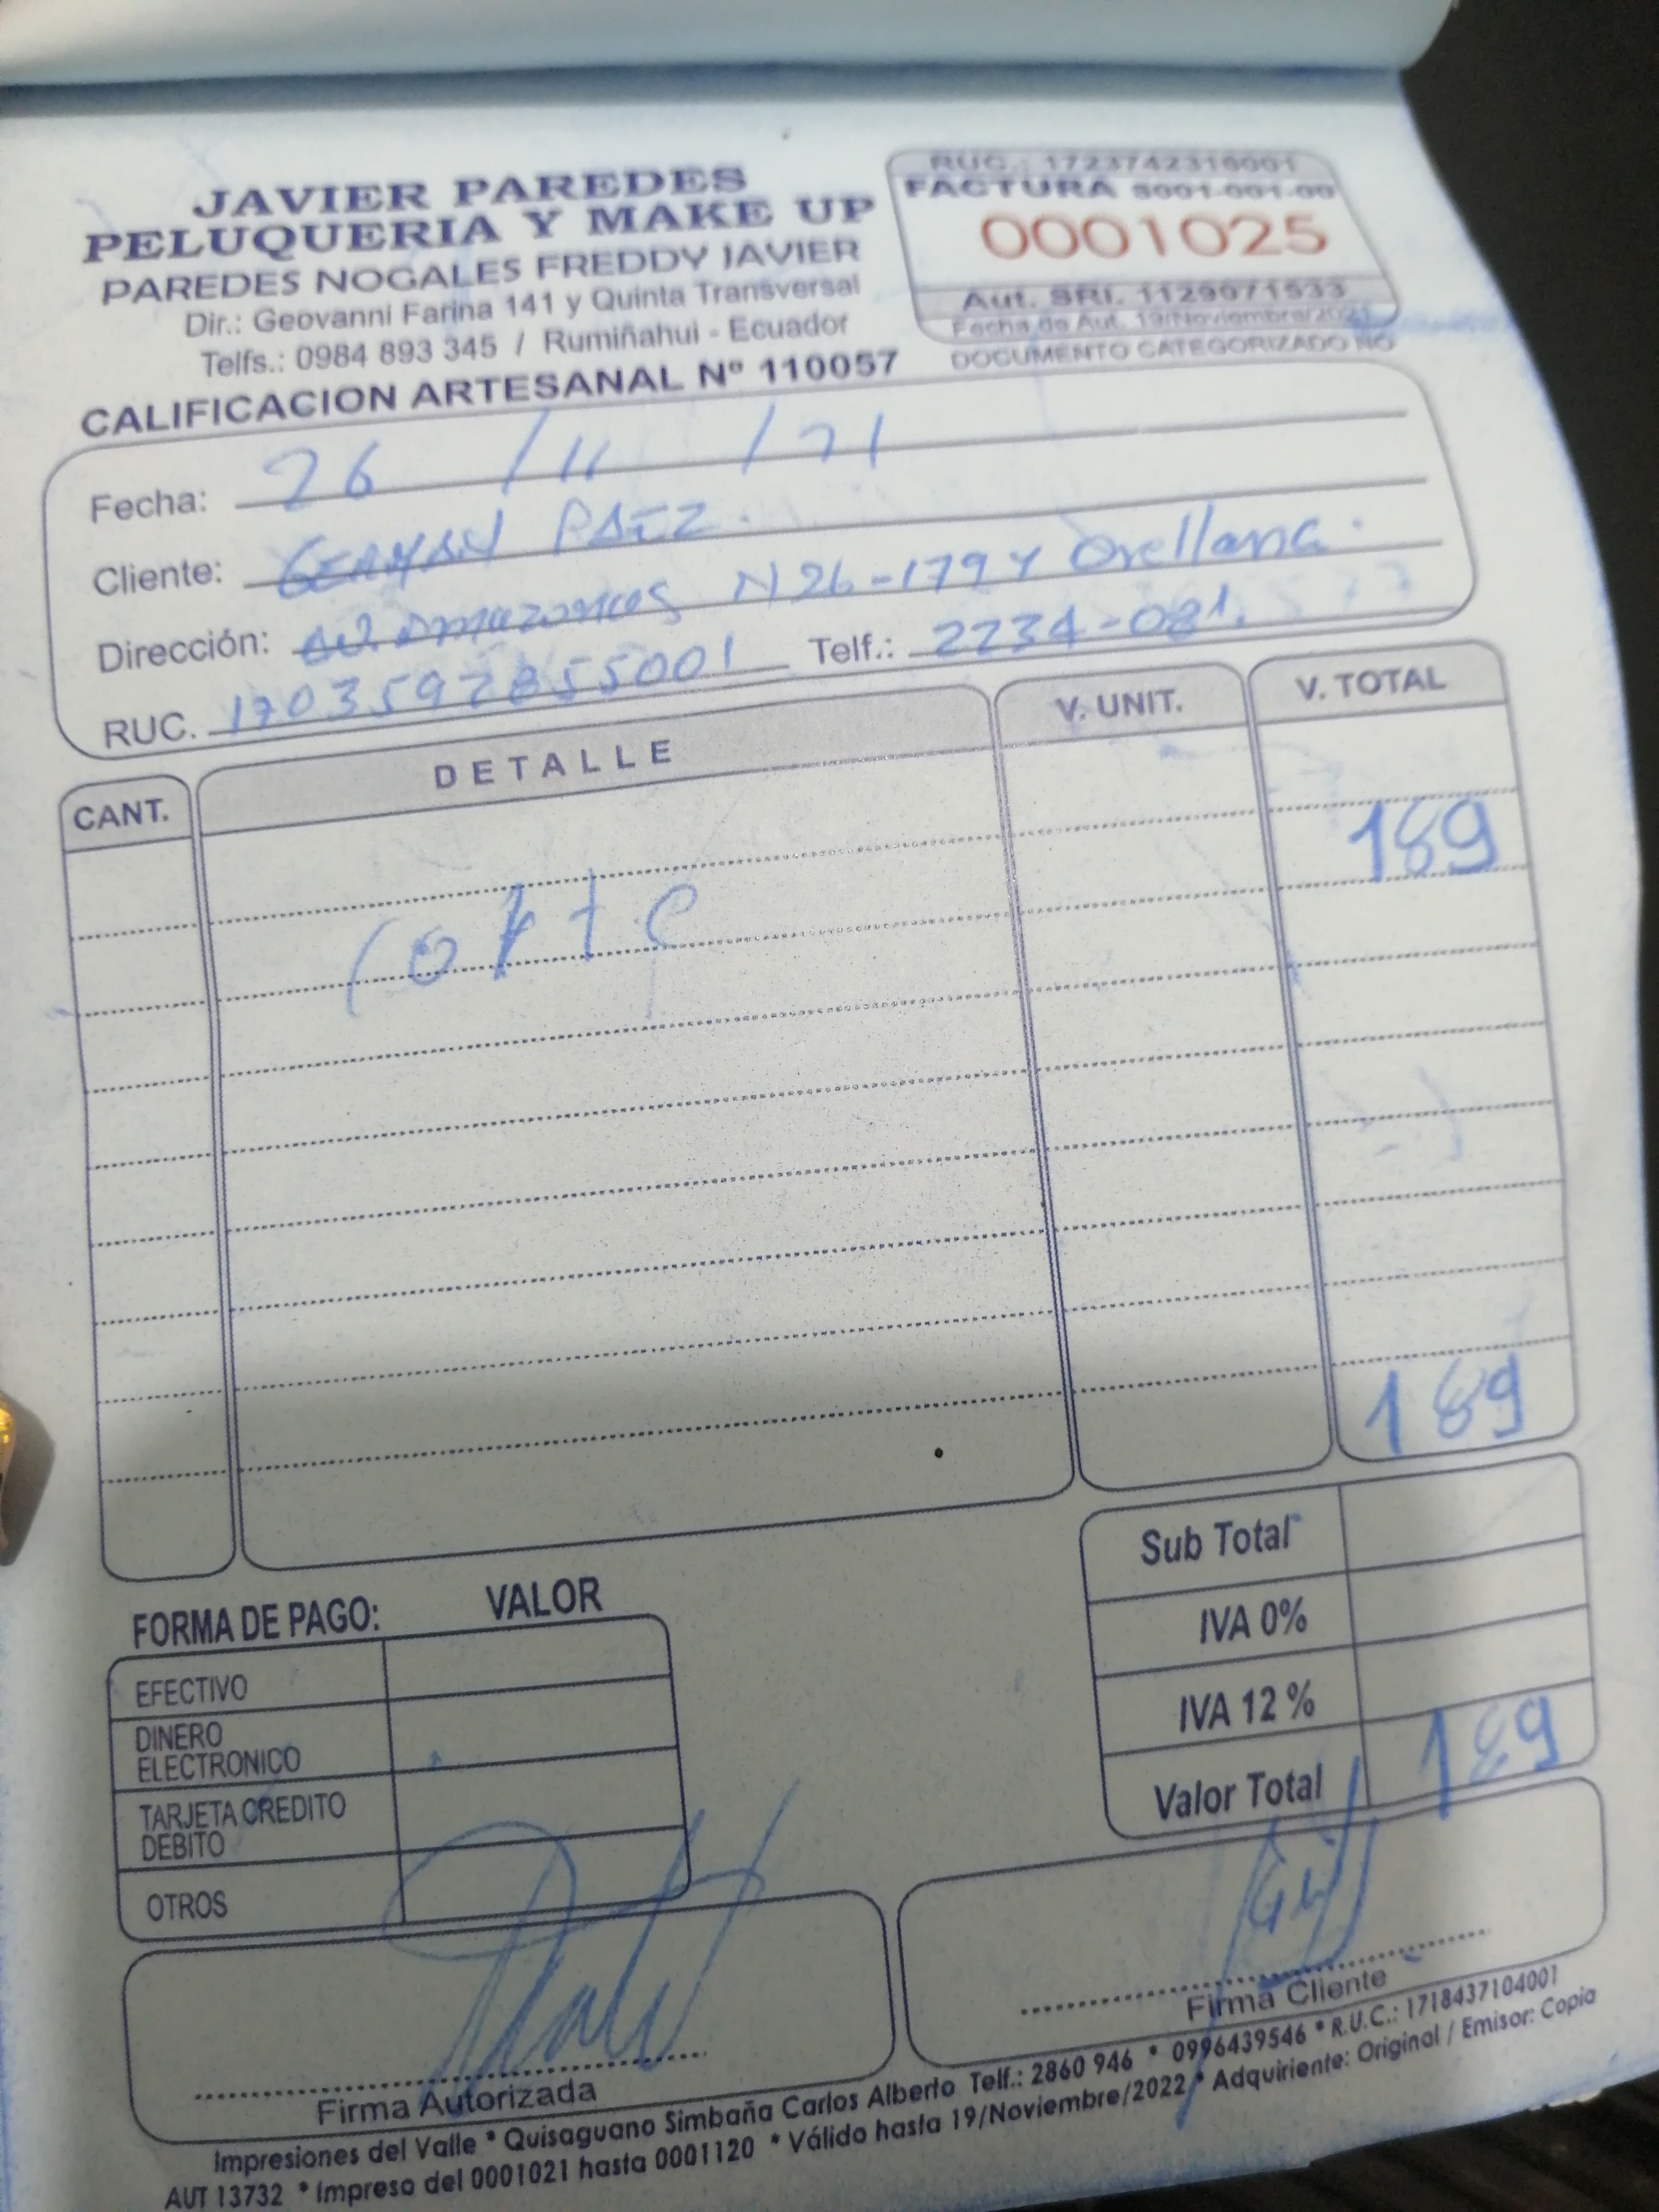 JAVIER PAREDES
PELUQUERIA Y MAKE UP
PAREDES NOGALES FREDDY JAVIER
Dir.: Geovanni Farina 141 y Quinta Transversal
Telfs.: 0984 893 345 / Rumiñahui - Ecuador
CALIFICACION ARTESANAL Nº 110057
RUC.: 1723742318001
FACTURA S001-001-00
0001025
Aut. SRI. 1129971533
Fecha de Aut. 19/Noviembre/2021
DOCUMENTO CATEGORIZADO NO
Fecha: 26 / 11 / 21
Cliente: GERMAN PAEZ.
Dirección: Av. Amazonas N26-179 y Orellana.
RUC. 1703597855001 Telf.: 2234-081.
CANT. DETALLE V. UNIT. V. TOTAL
Corte 189
189
Sub Total
IVA 0%
IVA 12 %
Valor Total 189
FORMA DE PAGO: VALOR
EFECTIVO
DINERO
ELECTRONICO
TARJETA CREDITO
DEBITO
OTROS
Firma Autorizada
Firma Cliente
Impresiones del Valle * Quisaguano Simbaña Carlos Alberto Telf.: 2860 946 * 0996439546 * R.U.C.: 1718437104001
AUT 13732 * Impreso del 0001021 hasta 0001120 * Válido hasta 19/Noviembre/2022 * Adquiriente: Original / Emisor: Copia